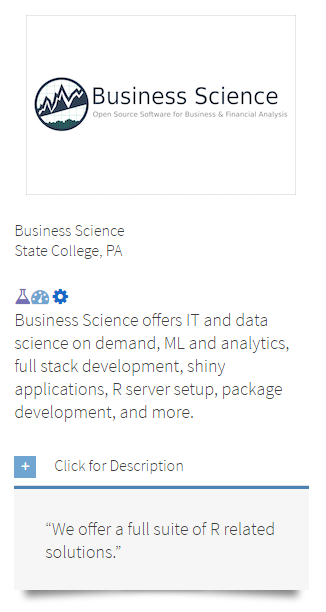 Business Science
Open Source Software for Business & Financial Analysis
Business Science
State College, PA
Business Science offers IT and data
science on demand, ML and analytics,
full stack development, shiny
applications, R server setup, package
development, and more.
+ Click for Description
“We offer a full suite of R related
solutions.”